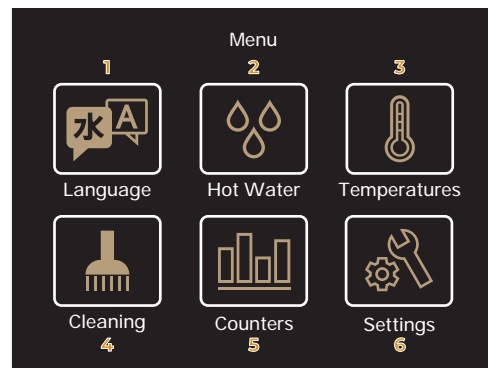 Menu
1 2 3
水 A
Language Hot Water Temperatures
Cleaning Counters Settings
4 5 6